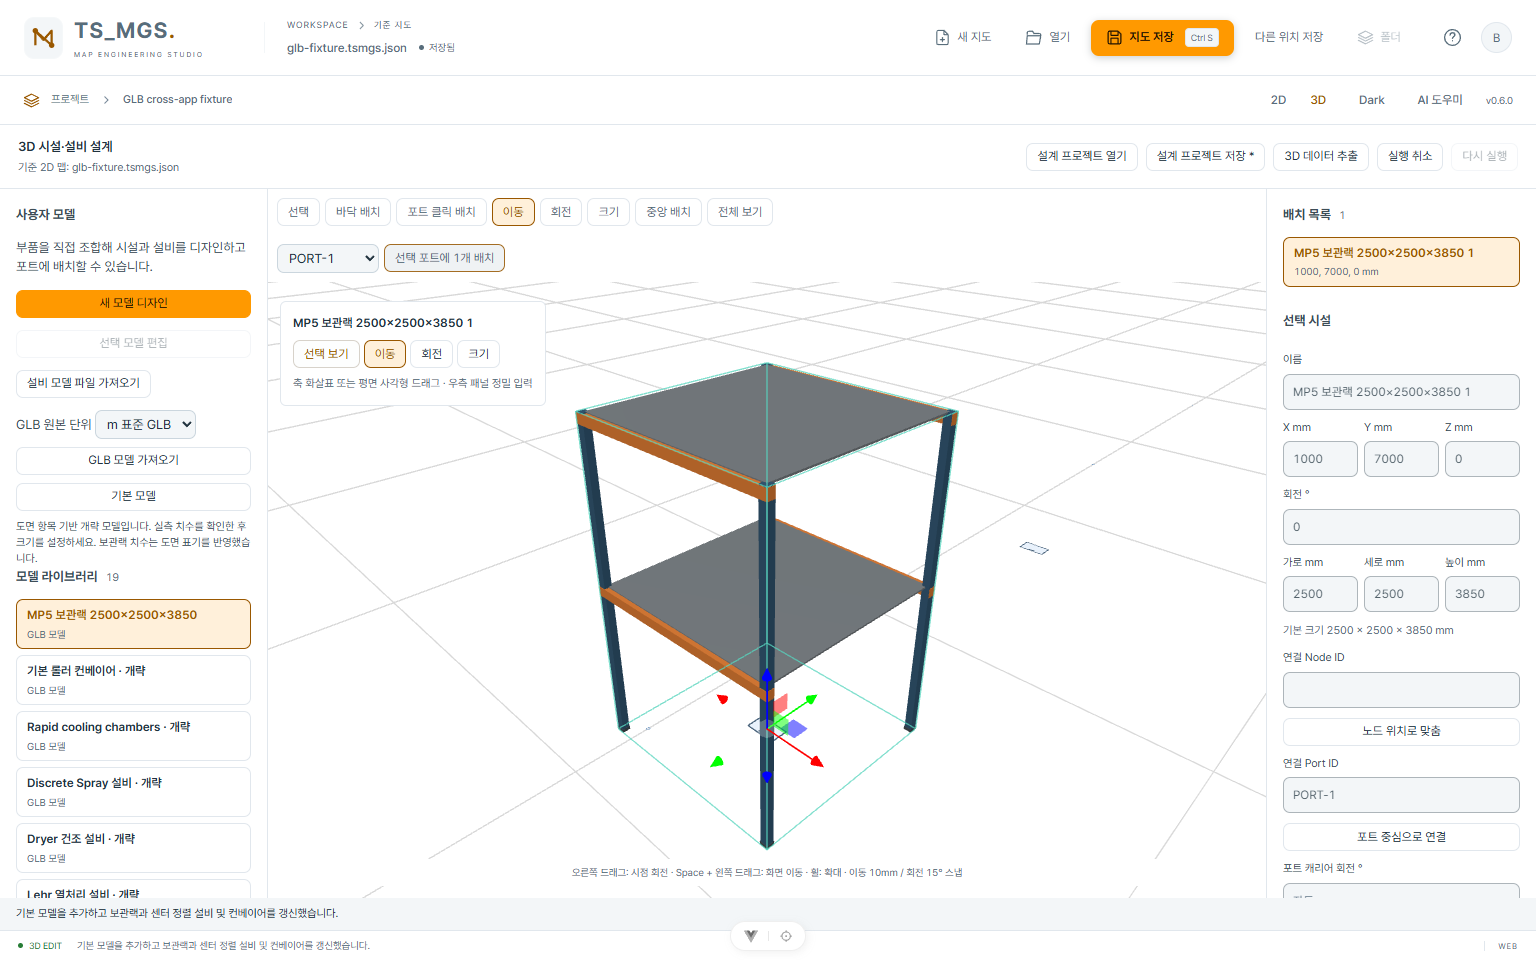 TS_MGS.
MAP ENGINEERING STUDIO
WORKSPACE > 기준 지도
glb-fixture.tsmgs.json ● 저장됨
새 지도
열기
지도 저장 Ctrl S
다른 위치 저장
폴더
B
프로젝트 > GLB cross-app fixture
2D 3D Dark AI 도우미 v0.6.0
3D 시설·설비 설계
기준 2D 맵: glb-fixture.tsmgs.json
설계 프로젝트 열기
설계 프로젝트 저장 *
3D 데이터 추출
실행 취소
다시 실행
사용자 모델
부품을 직접 조합해 시설과 설비를 디자인하고
포트에 배치할 수 있습니다.
새 모델 디자인
선택 모델 편집
설비 모델 파일 가져오기
GLB 원본 단위 m 표준 GLB
GLB 모델 가져오기
기본 모델
도면 항목 기반 개략 모델입니다. 실측 치수를 확인한 후
크기를 설정하세요. 보관랙 치수는 도면 표기를 반영했습
니다.
모델 라이브러리 19
MP5 보관랙 2500×2500×3850
GLB 모델
기본 롤러 컨베이어 · 개략
GLB 모델
Rapid cooling chambers · 개략
GLB 모델
Discrete Spray 설비 · 개략
GLB 모델
Dryer 건조 설비 · 개략
GLB 모델
Lehr 열처리 설비 · 개략
선택 바닥 배치 포트 클릭 배치 이동 회전 크기 중앙 배치 전체 보기
PORT-1 선택 포트에 1개 배치
MP5 보관랙 2500×2500×3850 1
선택 보기 이동 회전 크기
축 화살표 또는 평면 사각형 드래그 · 우측 패널 정밀 입력
오른쪽 드래그: 시점 회전 · Space + 왼쪽 드래그: 화면 이동 · 휠: 확대 · 이동 10mm / 회전 15° 스냅
배치 목록 1
MP5 보관랙 2500×2500×3850 1
1000, 7000, 0 mm
선택 시설
이름
MP5 보관랙 2500×2500×3850 1
X mm Y mm Z mm
1000 7000 0
회전 °
0
가로 mm 세로 mm 높이 mm
2500 2500 3850
기본 크기 2500 × 2500 × 3850 mm
연결 Node ID
노드 위치로 맞춤
연결 Port ID
PORT-1
포트 중심으로 연결
포트 캐리어 회전 °
기본 모델을 추가하고 보관랙과 센터 정렬 설비 및 컨베이어를 갱신했습니다.
● 3D EDIT 기본 모델을 추가하고 보관랙과 센터 정렬 설비 및 컨베이어를 갱신했습니다.
WEB